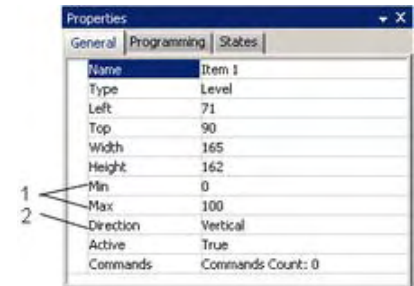 Properties
General Programming States
Name Item 1
Type Level
Left 71
Top 90
Width 165
Height 162
1 Min 0
Max 100
2 Direction Vertical
Active True
Commands Commands Count: 0